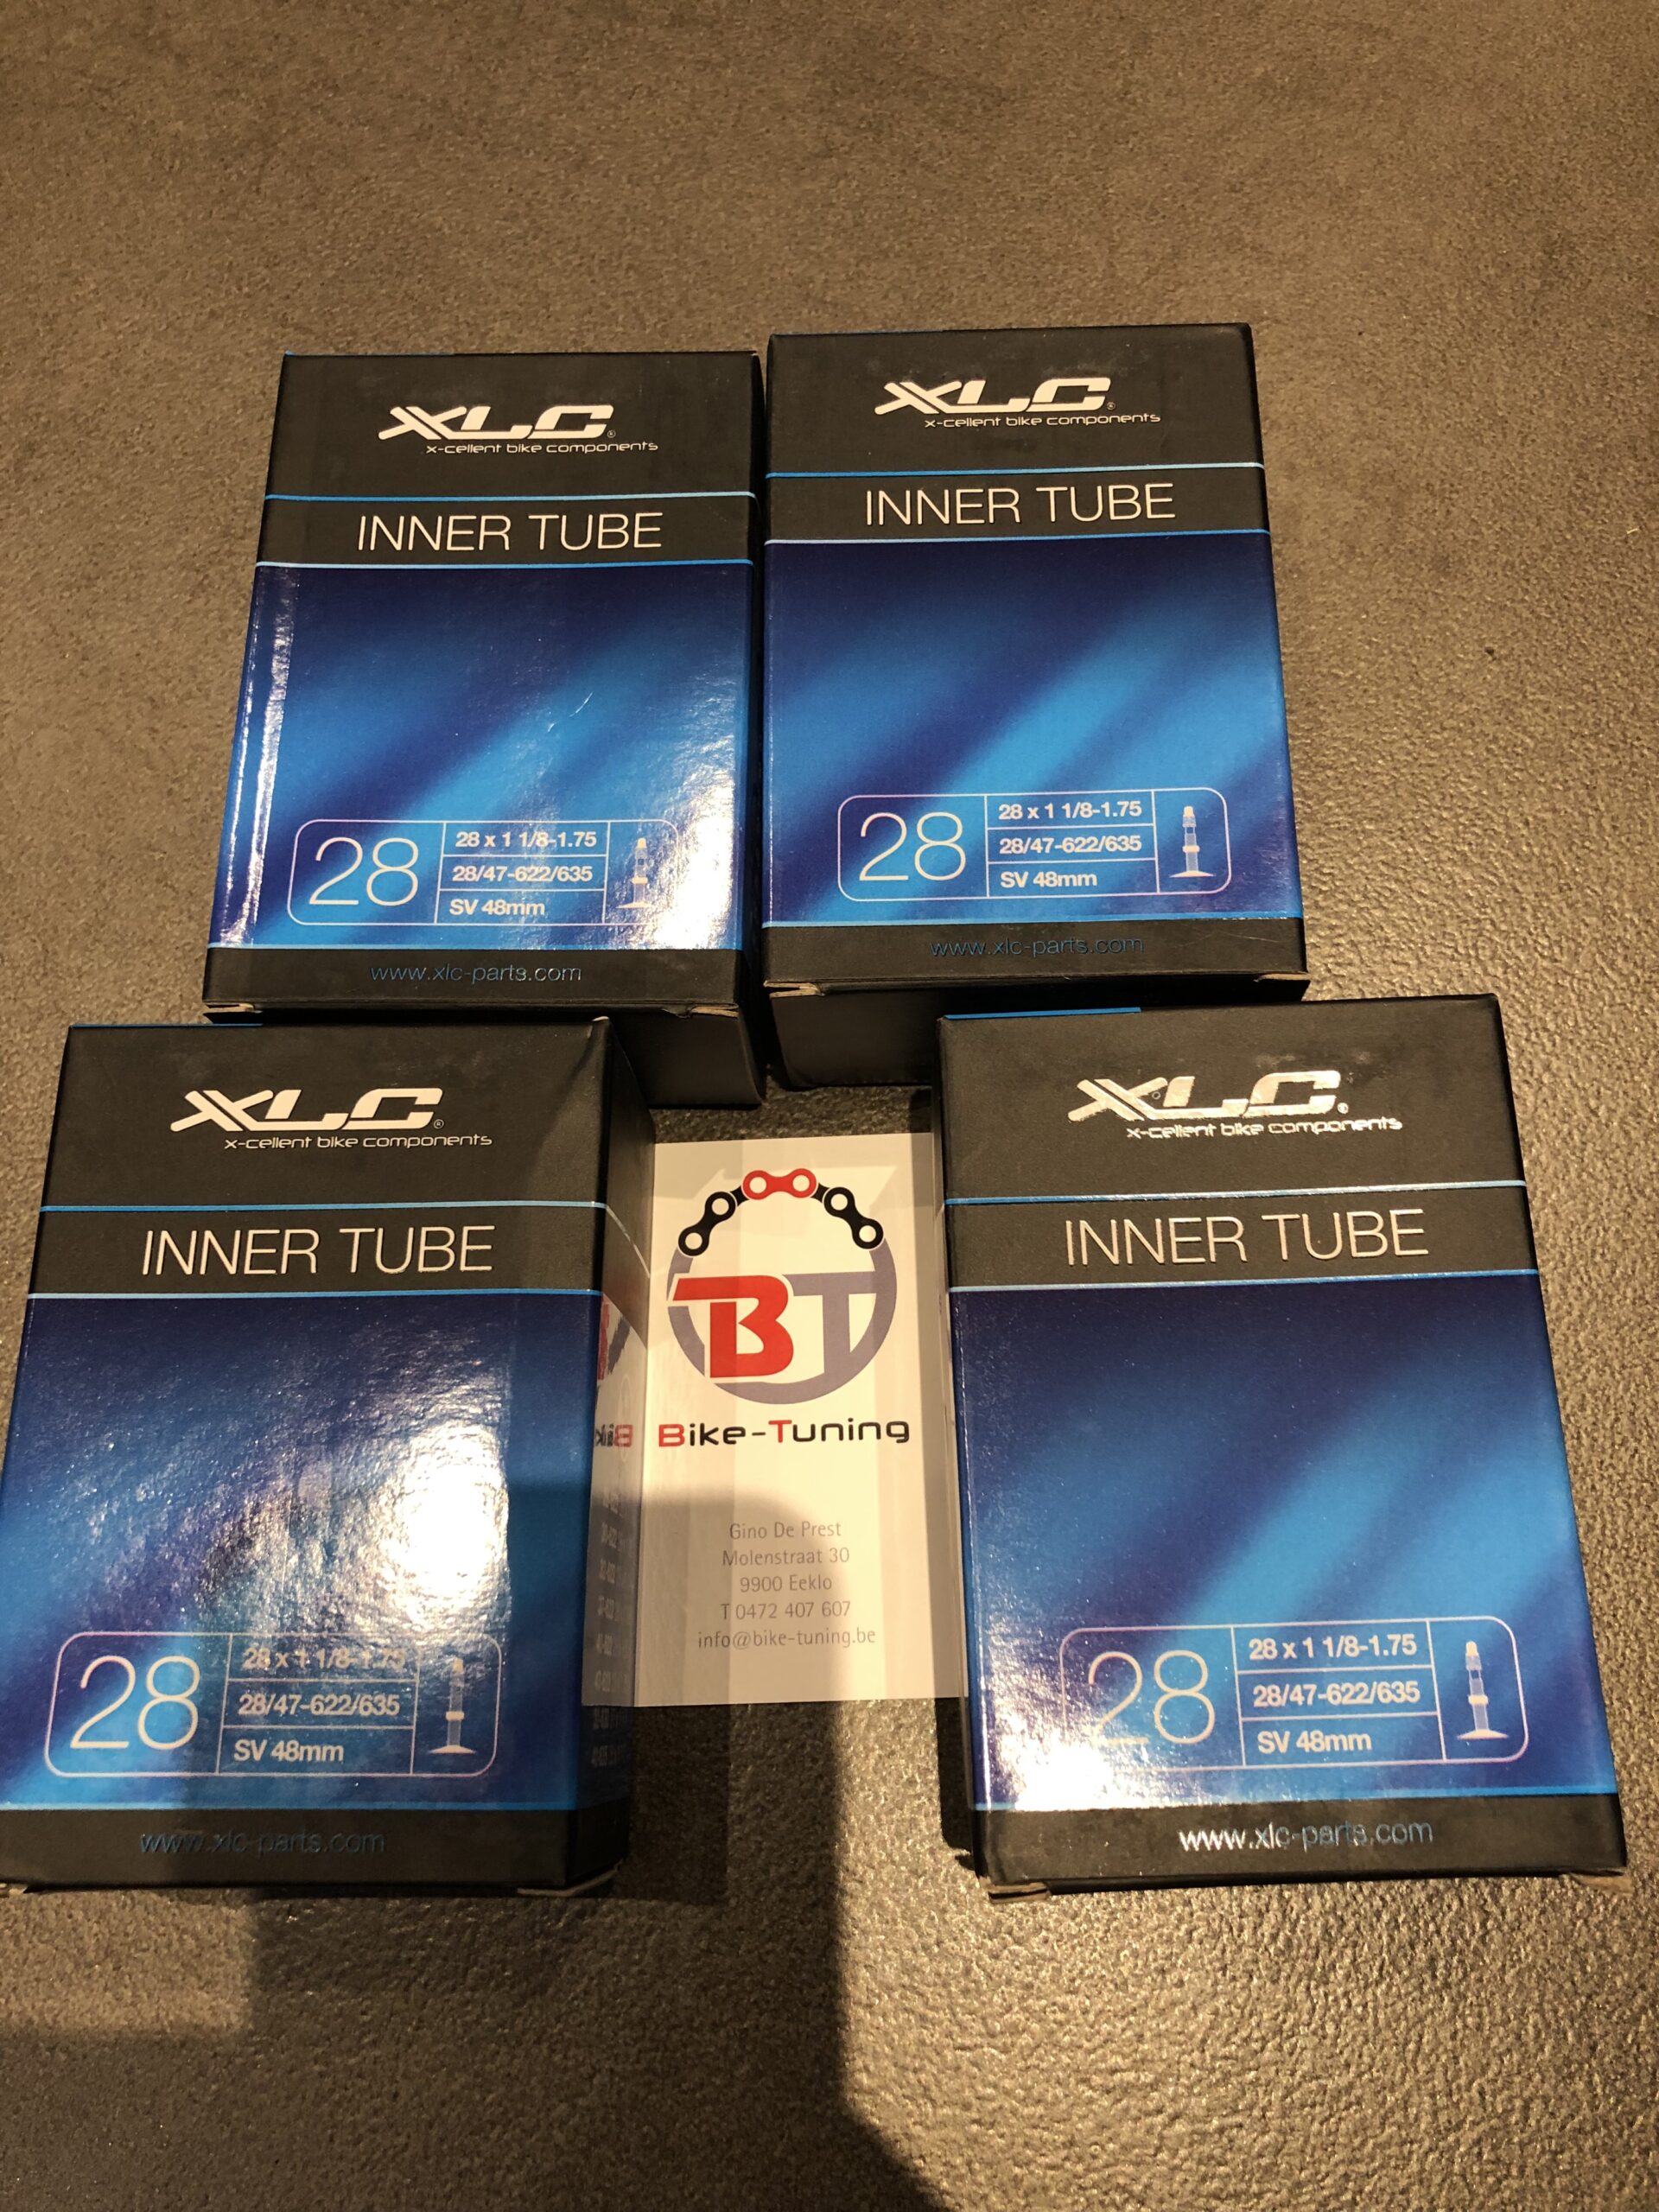 XLC®
x-cellent bike components
INNER TUBE
28
28 x 1 1/8-1.75
28/47-622/635
SV 48mm
www.xlc-parts.com
XLC®
x-cellent bike components
INNER TUBE
28
28 x 1 1/8-1.75
28/47-622/635
SV 48mm
www.xlc-parts.com
XLC®
x-cellent bike components
INNER TUBE
28
28 x 1 1/8-1.75
28/47-622/635
SV 48mm
www.xlc-parts.com
BT
Bike-Tuning
Gino De Prest
Molenstraat 30
9900 Eeklo
T 0472 407 607
info@bike-tuning.be
XLC®
x-cellent bike components
INNER TUBE
28
28 x 1 1/8-1.75
28/47-622/635
SV 48mm
www.xlc-parts.com